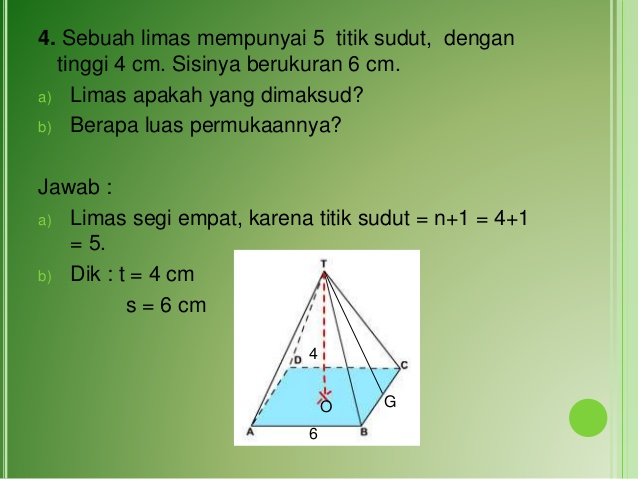 4. Sebuah limas mempunyai 5 titik sudut, dengan
tinggi 4 cm. Sisinya berukuran 6 cm.
a) Limas apakah yang dimaksud?
b) Berapa luas permukaannya?
Jawab :
a) Limas segi empat, karena titik sudut = n+1 = 4+1
= 5.
b) Dik : t = 4 cm
s = 6 cm
T
D
4
C
O
G
A
6
B